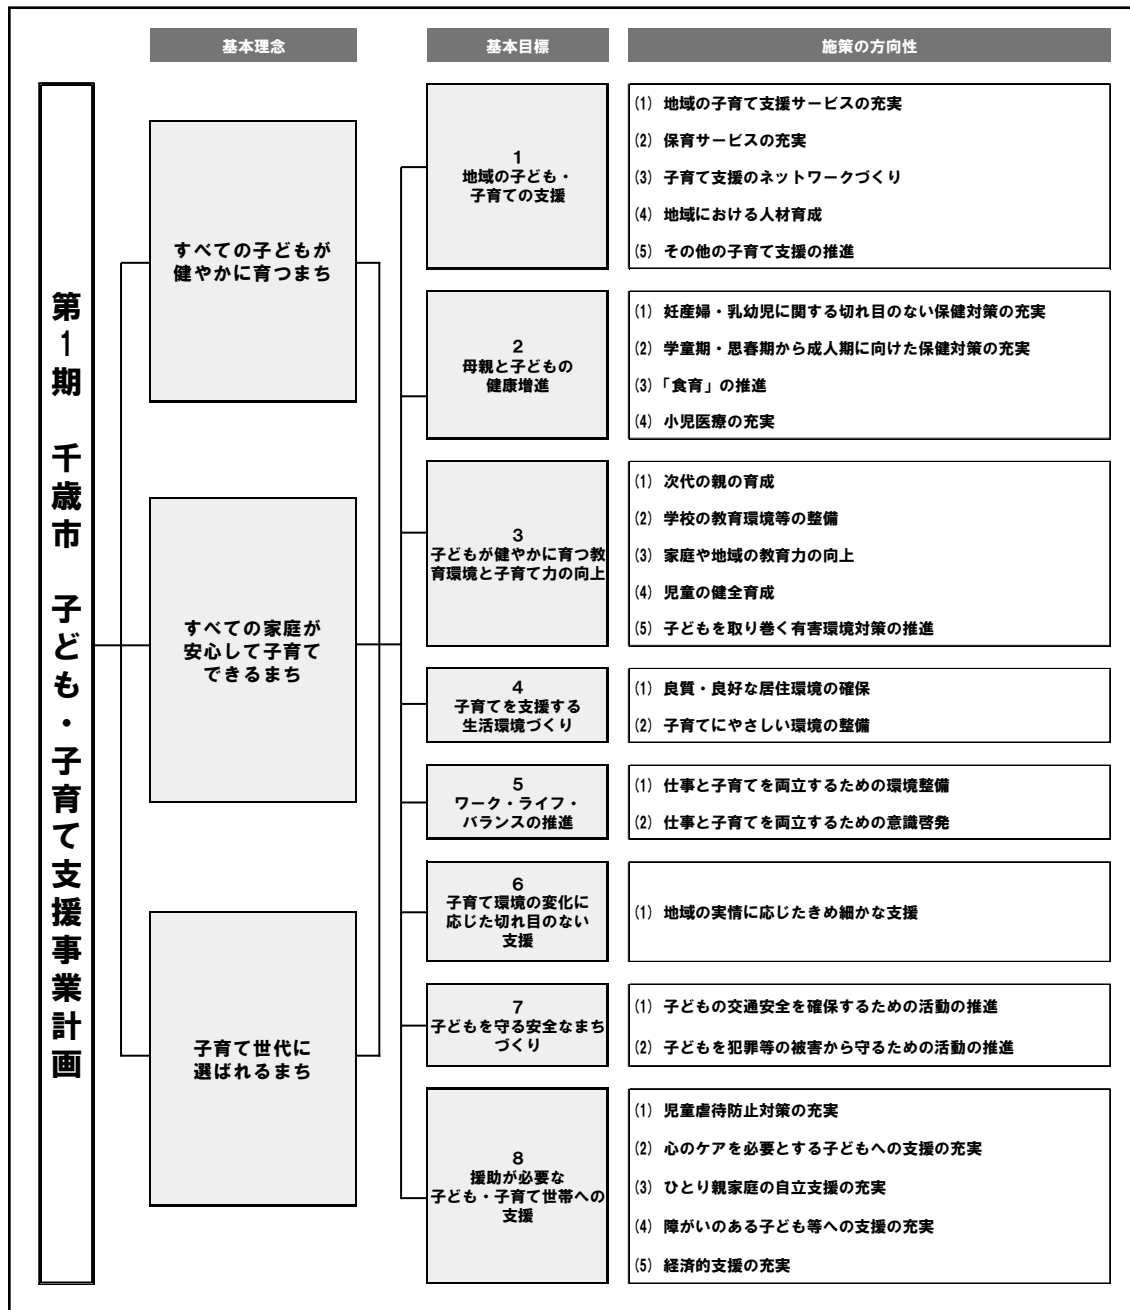 基本理念
基本目標
施策の方向性
第1期 千歳市 子ども・子育て支援事業計画
すべての子どもが
健やかに育つまち
すべての家庭が
安心して子育て
できるまち
子育て世代に
選ばれるまち
1
地域の子ども・
子育ての支援
(1) 地域の子育て支援サービスの充実
(2) 保育サービスの充実
(3) 子育て支援のネットワークづくり
(4) 地域における人材育成
(5) その他の子育て支援の推進
2
母親と子どもの
健康増進
(1) 妊産婦・乳幼児に関する切れ目のない保健対策の充実
(2) 学童期・思春期から成人期に向けた保健対策の充実
(3)「食育」の推進
(4) 小児医療の充実
3
子どもが健やかに育つ教
育環境と子育て力の向上
(1) 次代の親の育成
(2) 学校の教育環境等の整備
(3) 家庭や地域の教育力の向上
(4) 児童の健全育成
(5) 子どもを取り巻く有害環境対策の推進
4
子育てを支援する
生活環境づくり
(1) 良質・良好な居住環境の確保
(2) 子育てにやさしい環境の整備
5
ワーク・ライフ・
バランスの推進
(1) 仕事と子育てを両立するための環境整備
(2) 仕事と子育てを両立するための意識啓発
6
子育て環境の変化に
応じた切れ目のない
支援
(1) 地域の実情に応じたきめ細かな支援
7
子どもを守る安全なまち
づくり
(1) 子どもの交通安全を確保するための活動の推進
(2) 子どもを犯罪等の被害から守るための活動の推進
8
援助が必要な
子ども・子育て世帯への
支援
(1) 児童虐待防止対策の充実
(2) 心のケアを必要とする子どもへの支援の充実
(3) ひとり親家庭の自立支援の充実
(4) 障がいのある子ども等への支援の充実
(5) 経済的支援の充実